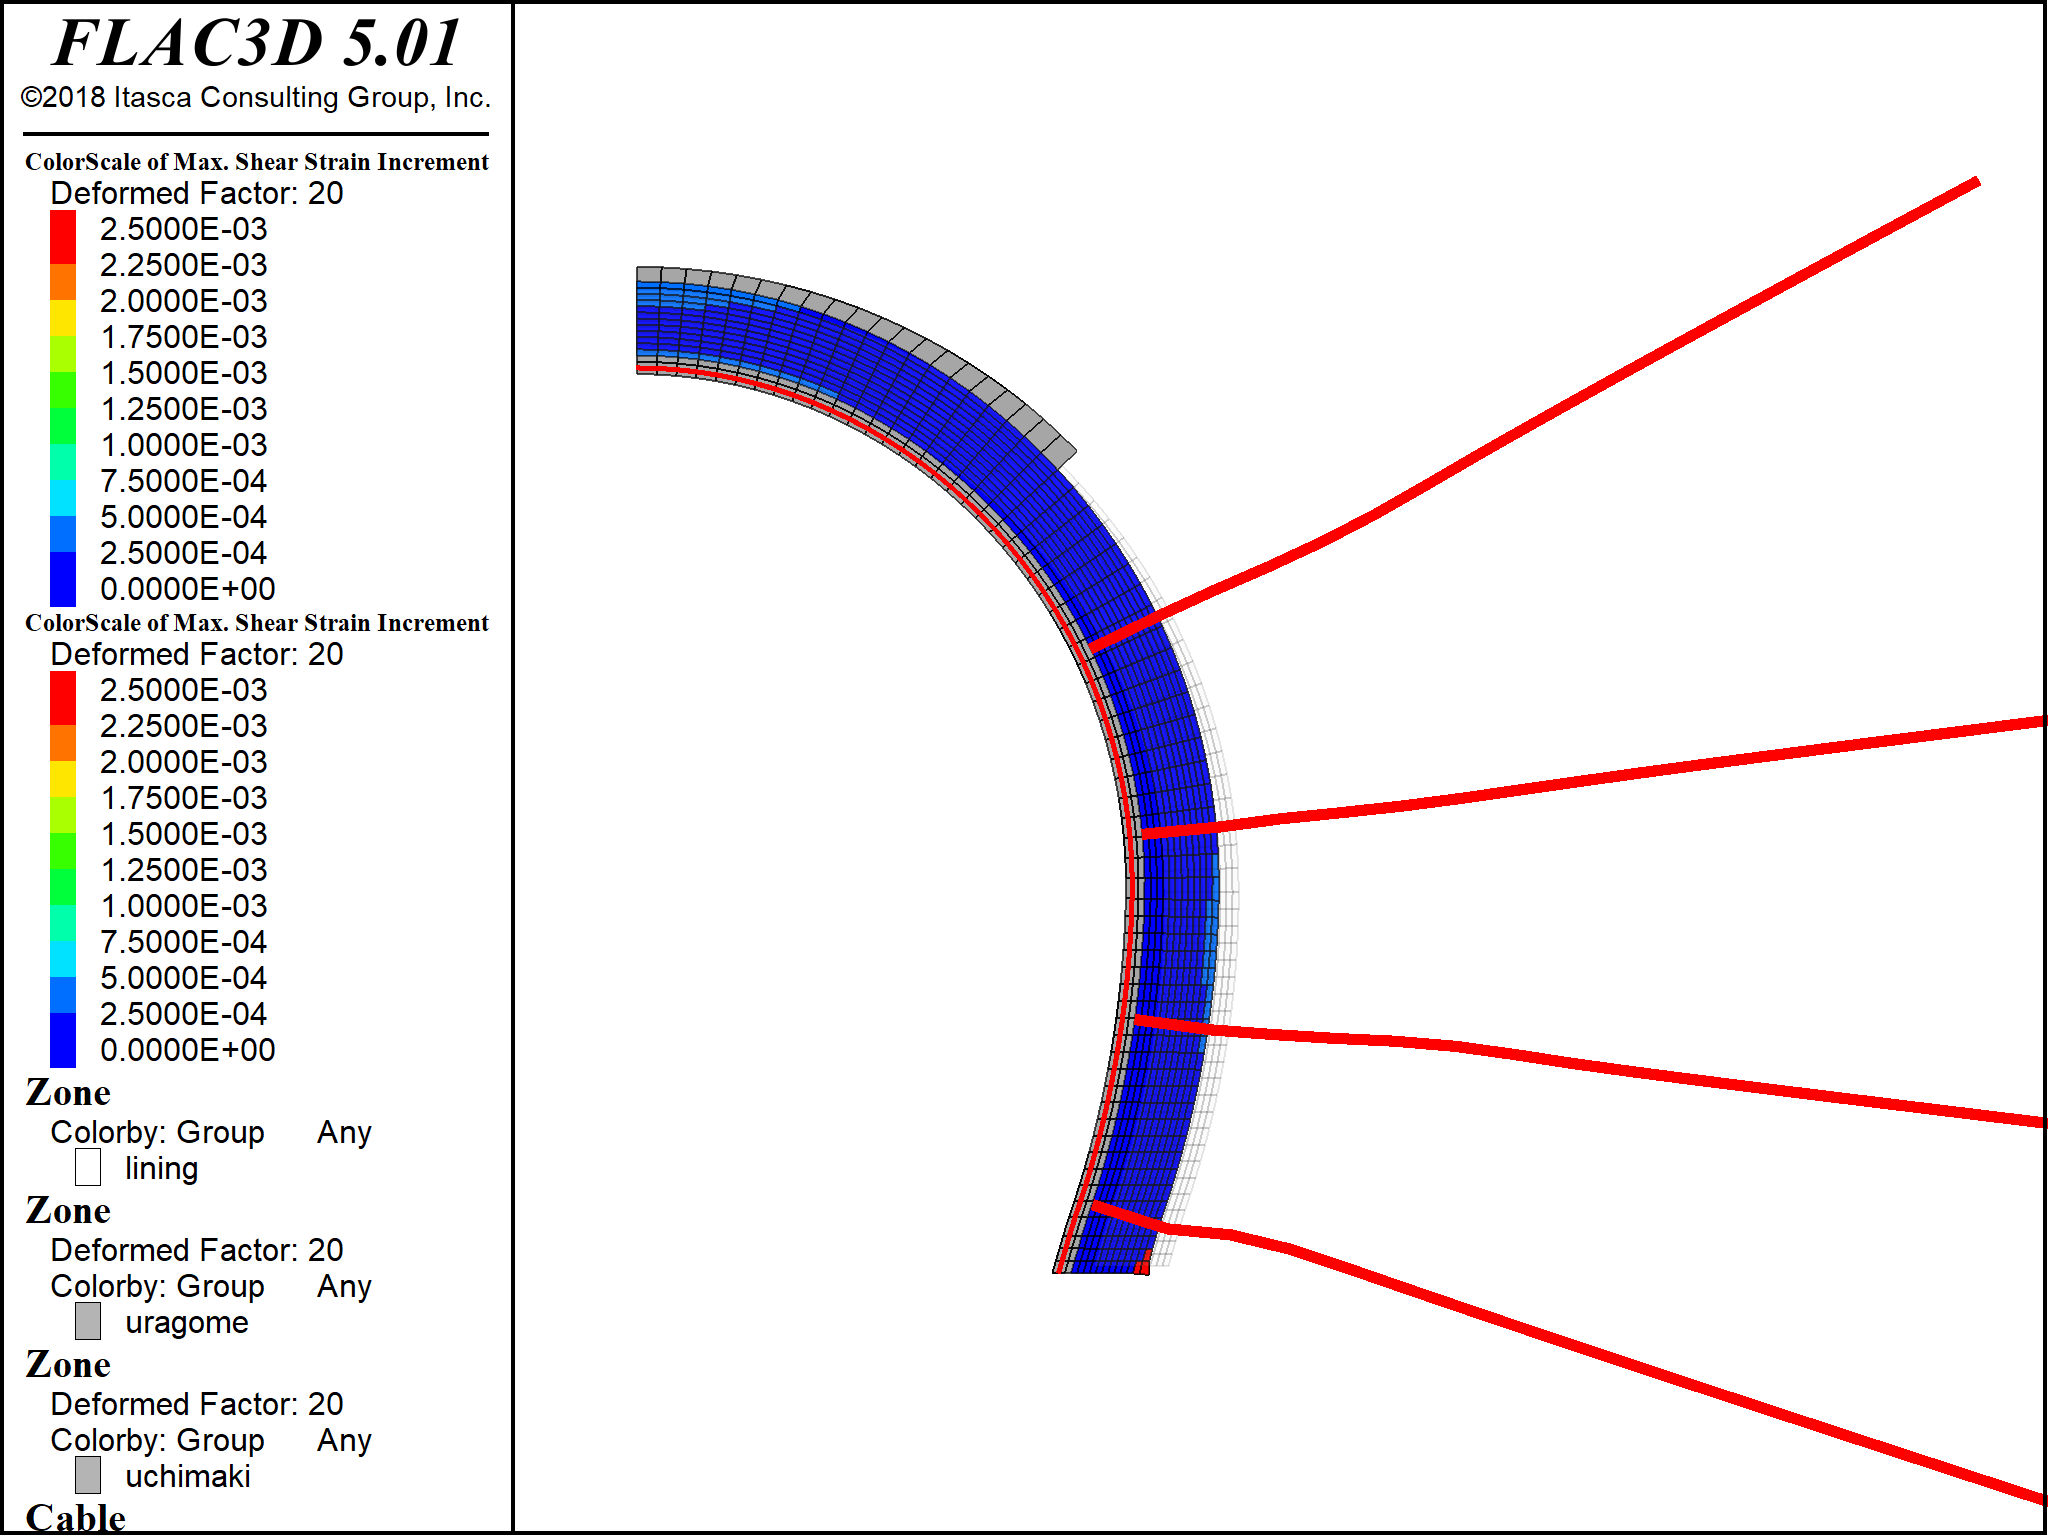 FLAC3D 5.01
©2018 Itasca Consulting Group, Inc.
ColorScale of Max. Shear Strain Increment
Deformed Factor: 20
2.5000E-03
2.2500E-03
2.0000E-03
1.7500E-03
1.5000E-03
1.2500E-03
1.0000E-03
7.5000E-04
5.0000E-04
2.5000E-04
0.0000E+00
ColorScale of Max. Shear Strain Increment
Deformed Factor: 20
2.5000E-03
2.2500E-03
2.0000E-03
1.7500E-03
1.5000E-03
1.2500E-03
1.0000E-03
7.5000E-04
5.0000E-04
2.5000E-04
0.0000E+00
Zone
Colorby: Group Any
lining
Zone
Deformed Factor: 20
Colorby: Group Any
uragome
Zone
Deformed Factor: 20
Colorby: Group Any
uchimaki
Cable